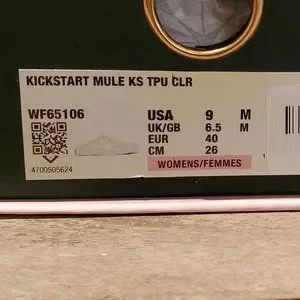 KICKSTART MULE KS TPU CLR
WF65106
USA 9 M
UK/GB 6.5 M
EUR 40
CM 26
4700505624
WOMENS/FEMMES
1